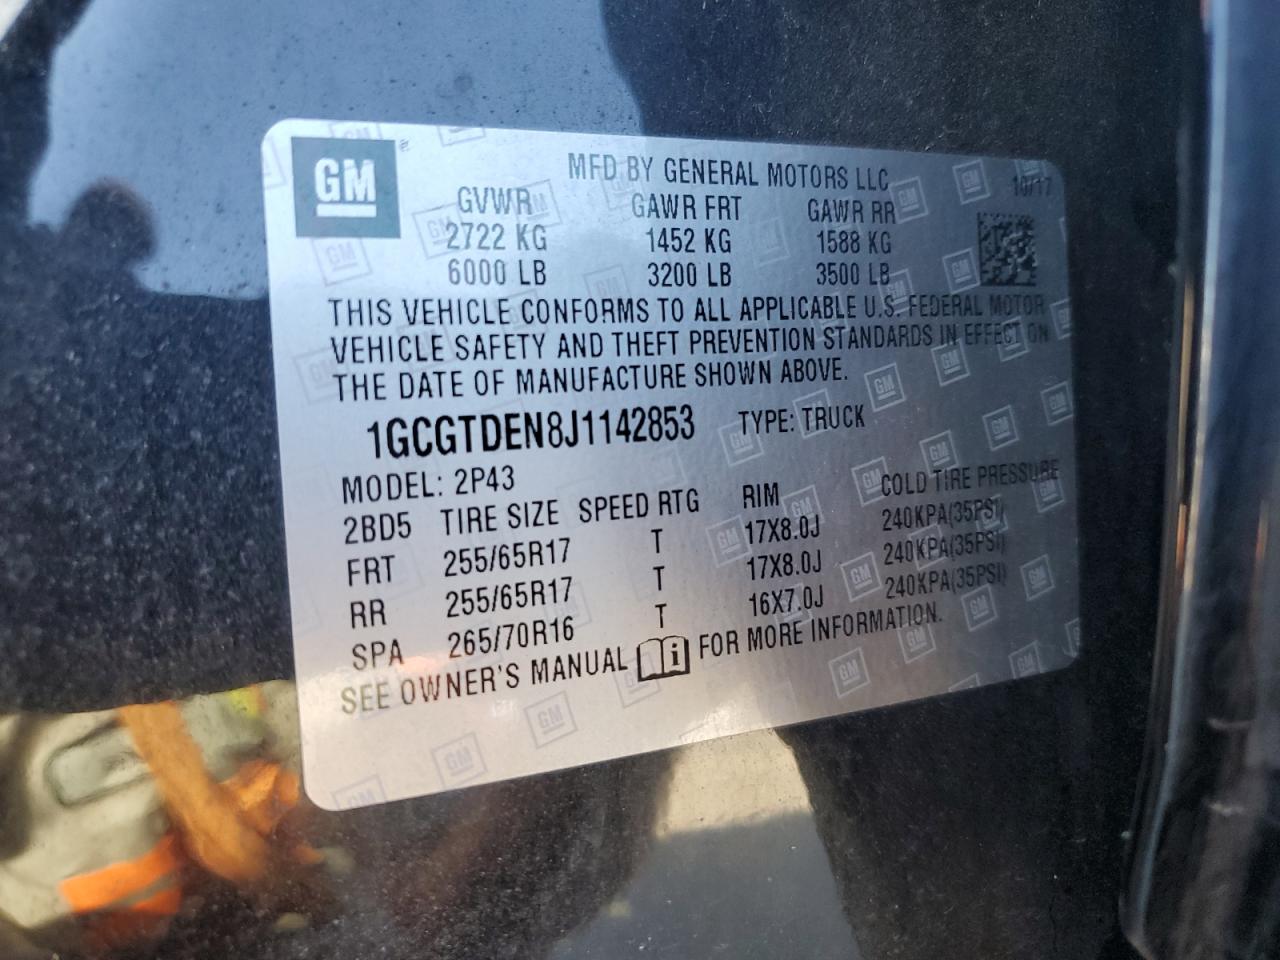 GM
MFD BY GENERAL MOTORS LLC
10/17
GVWR GAWR FRT GAWR RR
2722 KG 1452 KG 1588 KG
6000 LB 3200 LB 3500 LB
THIS VEHICLE CONFORMS TO ALL APPLICABLE U.S. FEDERAL MOTOR
VEHICLE SAFETY AND THEFT PREVENTION STANDARDS IN EFFECT ON
THE DATE OF MANUFACTURE SHOWN ABOVE.
1GCGTDEN8J1142853 TYPE: TRUCK
MODEL: 2P43
2BD5 TIRE SIZE SPEED RTG RIM COLD TIRE PRESSURE
FRT 255/65R17 T 17X8.0J 240KPA(35PSI)
RR 255/65R17 T 17X8.0J 240KPA(35PSI)
SPA 265/70R16 T 16X7.0J 240KPA(35PSI)
SEE OWNER'S MANUAL i FOR MORE INFORMATION.